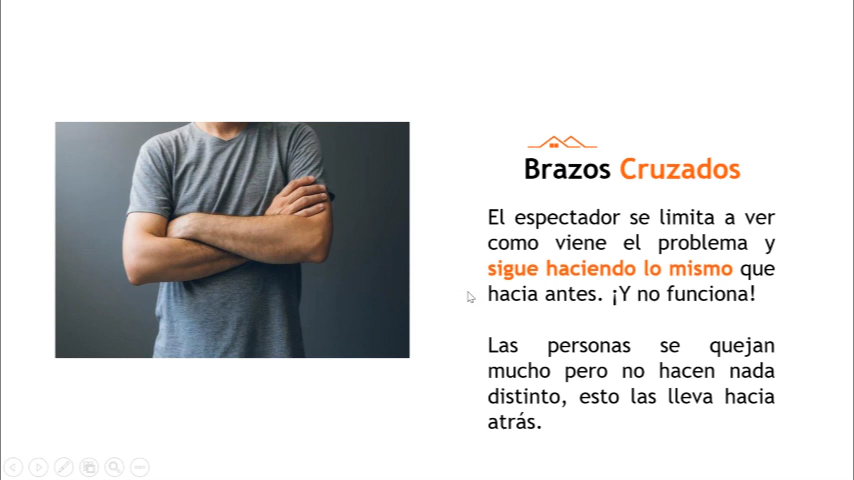 Brazos Cruzados
El espectador se limita a ver
como viene el problema y
sigue haciendo lo mismo que
hacia antes. ¡Y no funciona!
Las personas se quejan
mucho pero no hacen nada
distinto, esto las lleva hacia
atrás.